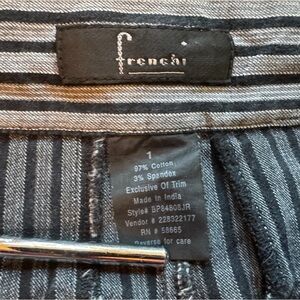 frenchi
1
97% Cotton
3% Spandex
Exclusive Of Trim
Made in India
Style# BP84808JR
Vendor # 228322177
RN # 58665
Reverse for care